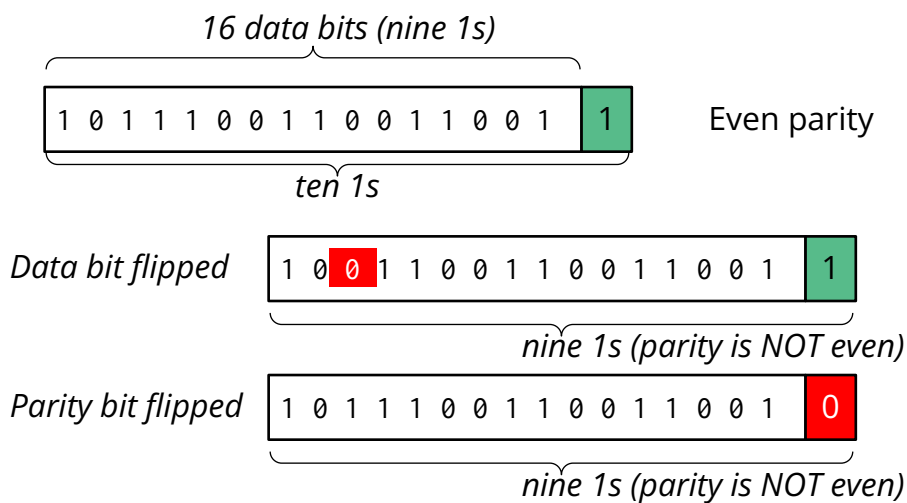 16 data bits (nine 1s)
1 0 1 1 1 0 0 1 1 0 0 1 1 0 0 1 1 Even parity
ten 1s
Data bit flipped 1 0 0 1 1 0 0 1 1 0 0 1 1 0 0 1 1
nine 1s (parity is NOT even)
Parity bit flipped 1 0 1 1 1 0 0 1 1 0 0 1 1 0 0 1 0
nine 1s (parity is NOT even)